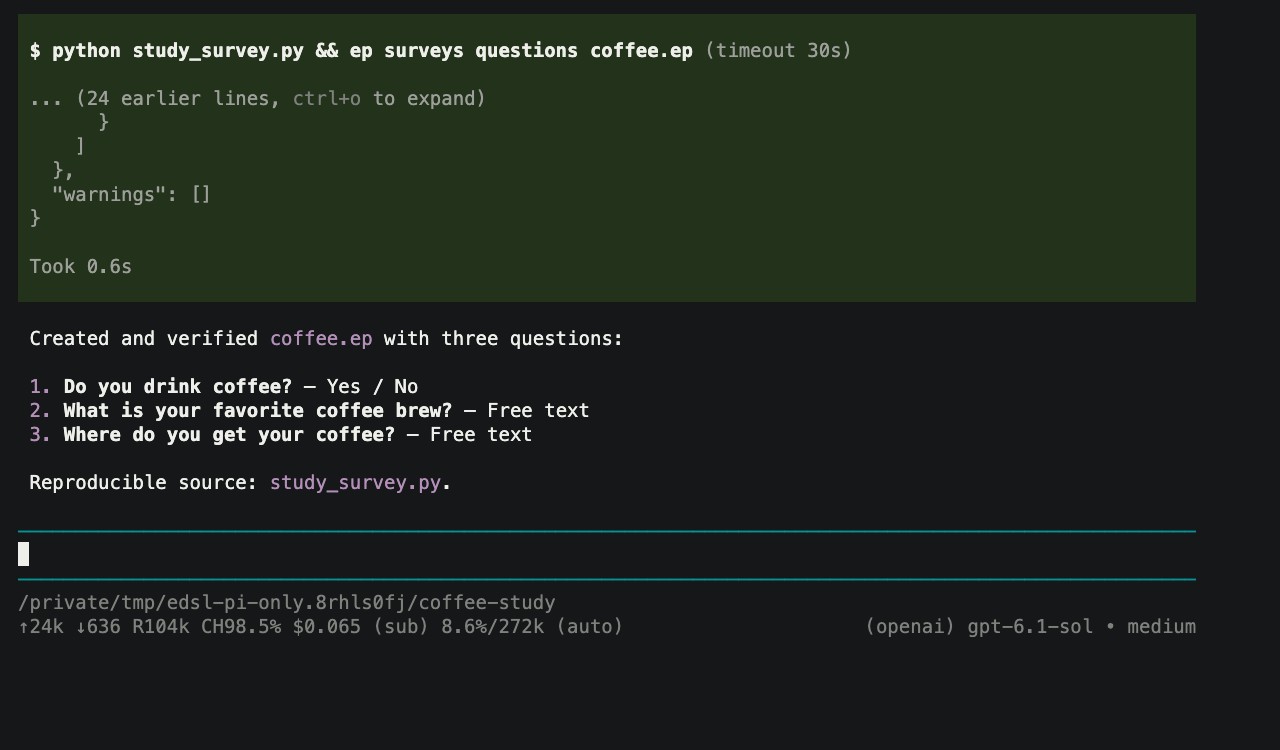 $ python study_survey.py && ep surveys questions coffee.ep (timeout 30s)
... (24 earlier lines, ctrl+o to expand)
      }
    ]
  },
  "warnings": []
}
Took 0.6s
Created and verified coffee.ep with three questions:
1. Do you drink coffee? — Yes / No
2. What is your favorite coffee brew? — Free text
3. Where do you get your coffee? — Free text
Reproducible source: study_survey.py.
/private/tmp/edsl-pi-only.8rhls0fj/coffee-study
↑24k ↓636 R104k CH98.5% $0.065 (sub) 8.6%/272k (auto) (openai) gpt-6.1-sol • medium